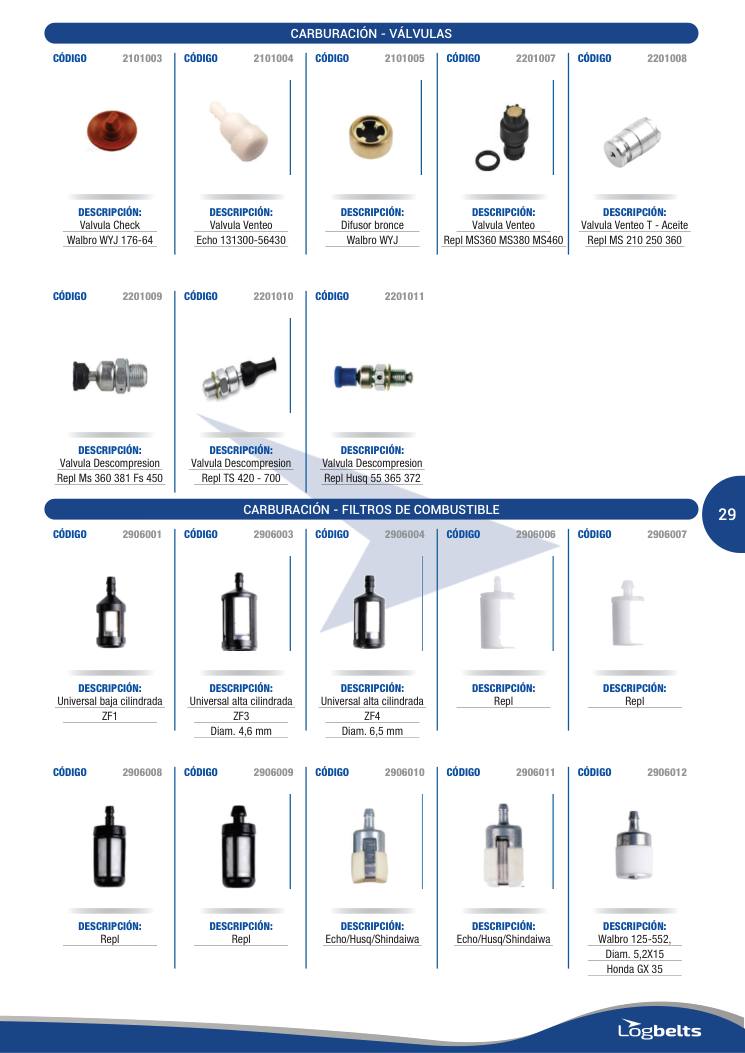 CARBURACIÓN - VÁLVULAS
CÓDIGO 2101003
DESCRIPCIÓN:
Valvula Check
Walbro WYJ 176-64
CÓDIGO 2101004
DESCRIPCIÓN:
Valvula Venteo
Echo 131300-56430
CÓDIGO 2101005
DESCRIPCIÓN:
Difusor bronce
Walbro WYJ
CÓDIGO 2201007
DESCRIPCIÓN:
Valvula Venteo
Repl MS360 MS380 MS460
CÓDIGO 2201008
DESCRIPCIÓN:
Valvula Venteo T - Aceite
Repl MS 210 250 360
CÓDIGO 2201009
DESCRIPCIÓN:
Valvula Descompresion
Repl Ms 360 381 Fs 450
CÓDIGO 2201010
DESCRIPCIÓN:
Valvula Descompresion
Repl TS 420 - 700
CÓDIGO 2201011
DESCRIPCIÓN:
Valvula Descompresion
Repl Husq 55 365 372
CARBURACIÓN - FILTROS DE COMBUSTIBLE
29
CÓDIGO 2906001
DESCRIPCIÓN:
Universal baja cilindrada
ZF1
CÓDIGO 2906003
DESCRIPCIÓN:
Universal alta cilindrada
ZF3
Diam. 4,6 mm
CÓDIGO 2906004
DESCRIPCIÓN:
Universal alta cilindrada
ZF4
Diam. 6,5 mm
CÓDIGO 2906006
DESCRIPCIÓN:
Repl
CÓDIGO 2906007
DESCRIPCIÓN:
Repl
CÓDIGO 2906008
DESCRIPCIÓN:
Repl
CÓDIGO 2906009
DESCRIPCIÓN:
Repl
CÓDIGO 2906010
DESCRIPCIÓN:
Echo/Husq/Shindaiwa
CÓDIGO 2906011
DESCRIPCIÓN:
Echo/Husq/Shindaiwa
CÓDIGO 2906012
DESCRIPCIÓN:
Walbro 125-552,
Diam. 5,2X15
Honda GX 35
Logbelts